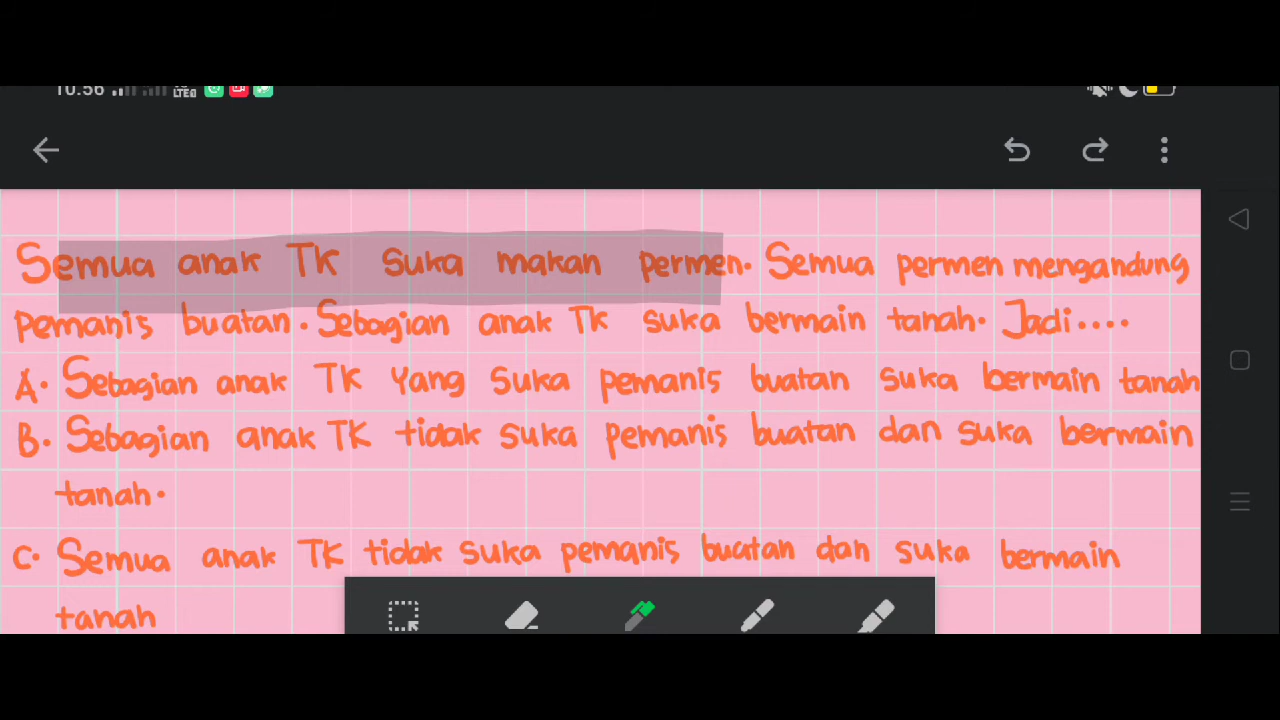 10.56
LTE
Semua anak TK suka makan permen. Semua permen mengandung
pemanis buatan. Sebagian anak TK suka bermain tanah. Jadi....
A. Sebagian anak TK yang suka pemanis buatan suka bermain tanah
B. Sebagian anak TK tidak suka pemanis buatan dan suka bermain
tanah.
C. Semua anak TK tidak suka pemanis buatan dan suka bermain
tanah